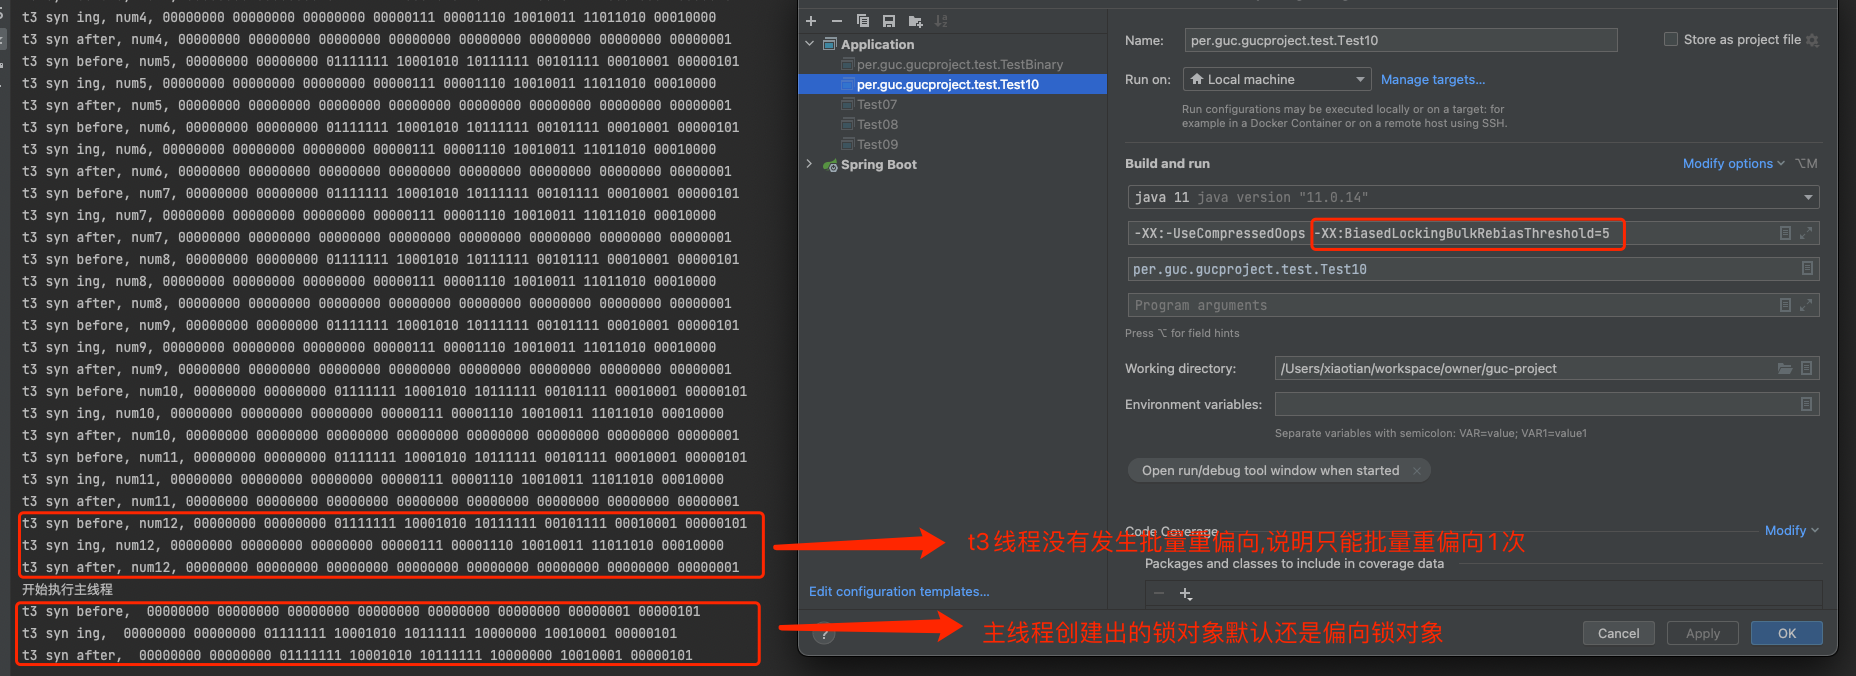 t3 syn ing, num4, 00000000 00000000 00000000 00000111 00001110 10010011 11011010 00010000
t3 syn after, num4, 00000000 00000000 00000000 00000000 00000000 00000000 00000000 00000001
t3 syn before, num5, 00000000 00000000 01111111 10001010 10111111 00101111 00010001 00000101
t3 syn ing, num5, 00000000 00000000 00000000 00000111 00001110 10010011 11011010 00010000
t3 syn after, num5, 00000000 00000000 00000000 00000000 00000000 00000000 00000000 00000001
t3 syn before, num6, 00000000 00000000 01111111 10001010 10111111 00101111 00010001 00000101
t3 syn ing, num6, 00000000 00000000 00000000 00000111 00001110 10010011 11011010 00010000
t3 syn after, num6, 00000000 00000000 00000000 00000000 00000000 00000000 00000000 00000001
t3 syn before, num7, 00000000 00000000 01111111 10001010 10111111 00101111 00010001 00000101
t3 syn ing, num7, 00000000 00000000 00000000 00000111 00001110 10010011 11011010 00010000
t3 syn after, num7, 00000000 00000000 00000000 00000000 00000000 00000000 00000000 00000001
t3 syn before, num8, 00000000 00000000 01111111 10001010 10111111 00101111 00010001 00000101
t3 syn ing, num8, 00000000 00000000 00000000 00000111 00001110 10010011 11011010 00010000
t3 syn after, num8, 00000000 00000000 00000000 00000000 00000000 00000000 00000000 00000001
t3 syn before, num9, 00000000 00000000 01111111 10001010 10111111 00101111 00010001 00000101
t3 syn ing, num9, 00000000 00000000 00000000 00000111 00001110 10010011 11011010 00010000
t3 syn after, num9, 00000000 00000000 00000000 00000000 00000000 00000000 00000000 00000001
t3 syn before, num10, 00000000 00000000 01111111 10001010 10111111 00101111 00010001 00000101
t3 syn ing, num10, 00000000 00000000 00000000 00000111 00001110 10010011 11011010 00010000
t3 syn after, num10, 00000000 00000000 00000000 00000000 00000000 00000000 00000000 00000001
t3 syn before, num11, 00000000 00000000 01111111 10001010 10111111 00101111 00010001 00000101
t3 syn ing, num11, 00000000 00000000 00000000 00000111 00001110 10010011 11011010 00010000
t3 syn after, num11, 00000000 00000000 00000000 00000000 00000000 00000000 00000000 00000001
t3 syn before, num12, 00000000 00000000 01111111 10001010 10111111 00101111 00010001 00000101
t3 syn ing, num12, 00000000 00000000 00000000 00000111 00001110 10010011 11011010 00010000
t3 syn after, num12, 00000000 00000000 00000000 00000000 00000000 00000000 00000000 00000001
开始执行主线程
t3 syn before, 00000000 00000000 00000000 00000000 00000000 00000000 00000001 00000101
t3 syn ing, 00000000 00000000 01111111 10001010 10111111 10000000 10010001 00000101
t3 syn after, 00000000 00000000 01111111 10001010 10111111 10000000 10010001 00000101
Application
per.guc.gucproject.test.TestBinary
per.guc.gucproject.test.Test10
Test07
Test08
Test09
Spring Boot
Edit configuration templates...
Name: per.guc.gucproject.test.Test10
Store as project file
Run on: Local machine Manage targets...
Run configurations may be executed locally or on a target: for
example in a Docker Container or on a remote host using SSH.
Build and run Modify options ⌥M
java 11 java version "11.0.14"
-XX:-UseCompressedOops -XX:BiasedLockingBulkRebiasThreshold=5
per.guc.gucproject.test.Test10
Program arguments
Press ⌥ for field hints
Working directory: /Users/xiaotian/workspace/owner/guc-project
Environment variables:
Separate variables with semicolon: VAR=value; VAR1=value1
Open run/debug tool window when started
Code Coverage Modify
t3线程没有发生批量重偏向,说明只能批量重偏向1次
Packages and classes to include in coverage data
主线程创建出的锁对象默认还是偏向锁对象
?
Cancel Apply OK